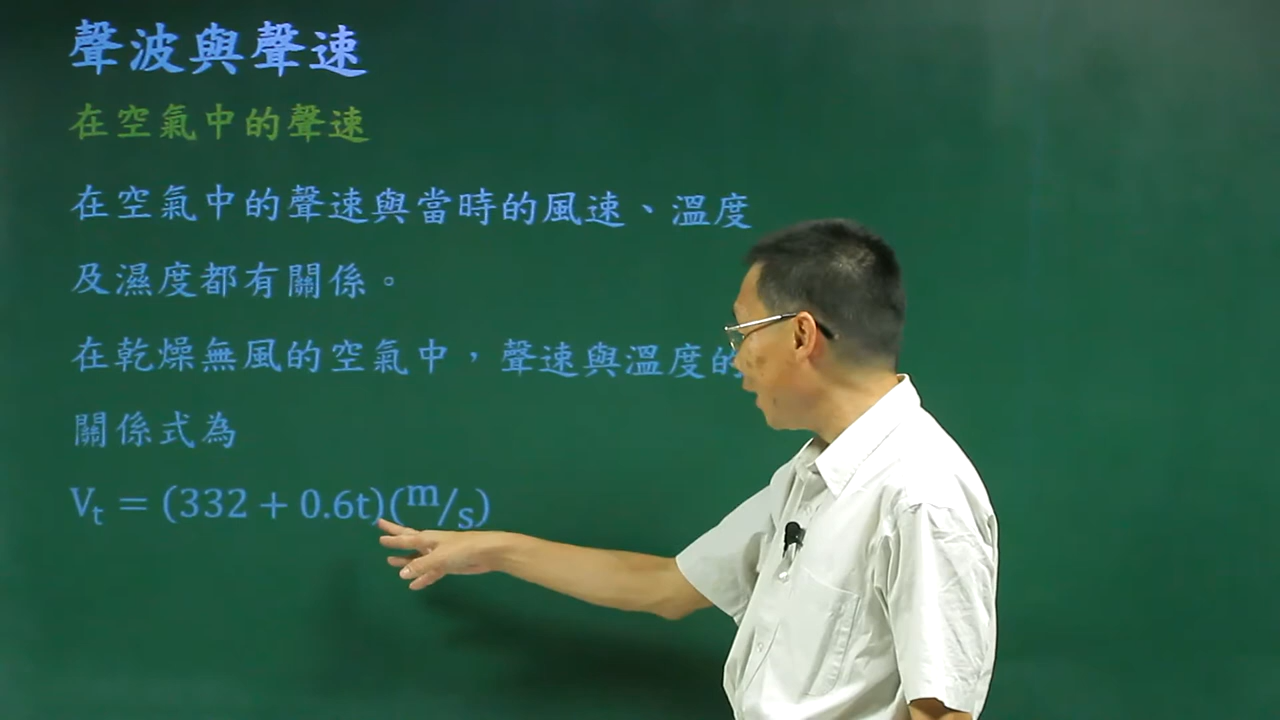 聲波與聲速
在空氣中的聲速
在空氣中的聲速與當時的風速、溫度
及濕度都有關係。
在乾燥無風的空氣中，聲速與溫度的
關係式為
Vₜ = (332 + 0.6t)(m/s)